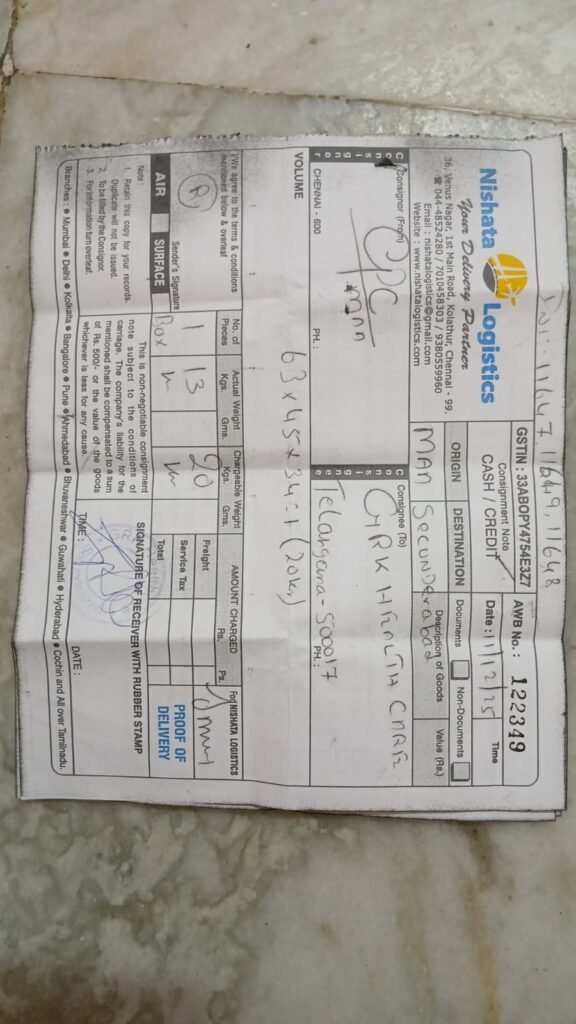 INV:- 11647, 11649, 11648
Nishata Logistics
Your Delivery Partner
36, Venus Nagar, 1st Main Road, Kolathur, Chennai - 99.
☎ 044-48524280 / 7010458303 / 9380559960
Email : nishatalogistics@gmail.com
Website : www.nishatalogistics.com
GSTIN : 33ABOPY4754E3Z7
Consignment Note
CASH / CREDIT
AWB No. : 122349
Date : 11/12/25
Time
ORIGIN
DESTINATION
Documents
Non-Documents
MAA
Secunderabad
Description of Goods
Value (Rs.)
Consignor
Consignor (From)
CPC
MAA
CHENNAI - 600
PH. :
Consignee
Consignee (To)
HEALTH CARE
Telangana - 500017
PH. :
VOLUME
63x45x34=1 (20kg)
I / We agree to the terms & conditions
mentioned below & overleaf
Sender's Signature
No. of Pieces
Actual Weight
Kgs. Gms.
Chargeable Weight
Kgs. Gms.
AMOUNT CHARGED
Rs. Ps.
For NISHATA LOGISTICS
1
Box
13
20
Freight
Service Tax
Total
AIR
SURFACE
PROOF OF
DELIVERY
Note :
1. Retain this copy for your records.
Duplicate will not be issued.
2. To be filled by the Consignor.
3. For information turn overleaf.
This is non-negotiable consignment
note subject to the conditions of
carriage. The company's liability for the
mentioned shall be compensated to a sum
of Rs. 500/- or the value of the goods
whichever is less for any cause.
SIGNATURE OF RECEIVER WITH RUBBER STAMP
TIME :
DATE :
Branches : ● Mumbai ● Delhi ● Kolkatta ● Bangalore ● Pune ● Ahmedabad ● Bhuvaneshwar ● Guwahati ● Hyderabad ● Cochin and All over Tamilnadu.